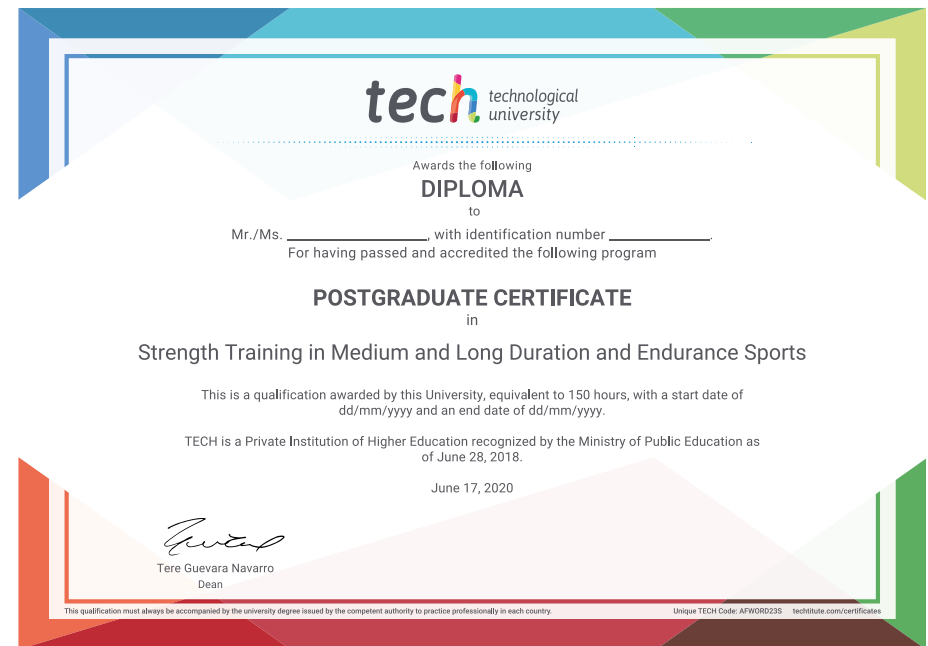 tech technological
university
Awards the following
DIPLOMA
to
Mr./Ms. ____________________, with identification number ______________.
For having passed and accredited the following program
POSTGRADUATE CERTIFICATE
in
Strength Training in Medium and Long Duration and Endurance Sports
This is a qualification awarded by this University, equivalent to 150 hours, with a start date of
dd/mm/yyyy and an end date of dd/mm/yyyy.
TECH is a Private Institution of Higher Education recognized by the Ministry of Public Education as
of June 28, 2018.
June 17, 2020
Tere Guevara Navarro
Dean
This qualification must always be accompanied by the university degree issued by the competent authority to practice professionally in each country.
Unique TECH Code: AFWORD23S techtitute.com/certificates